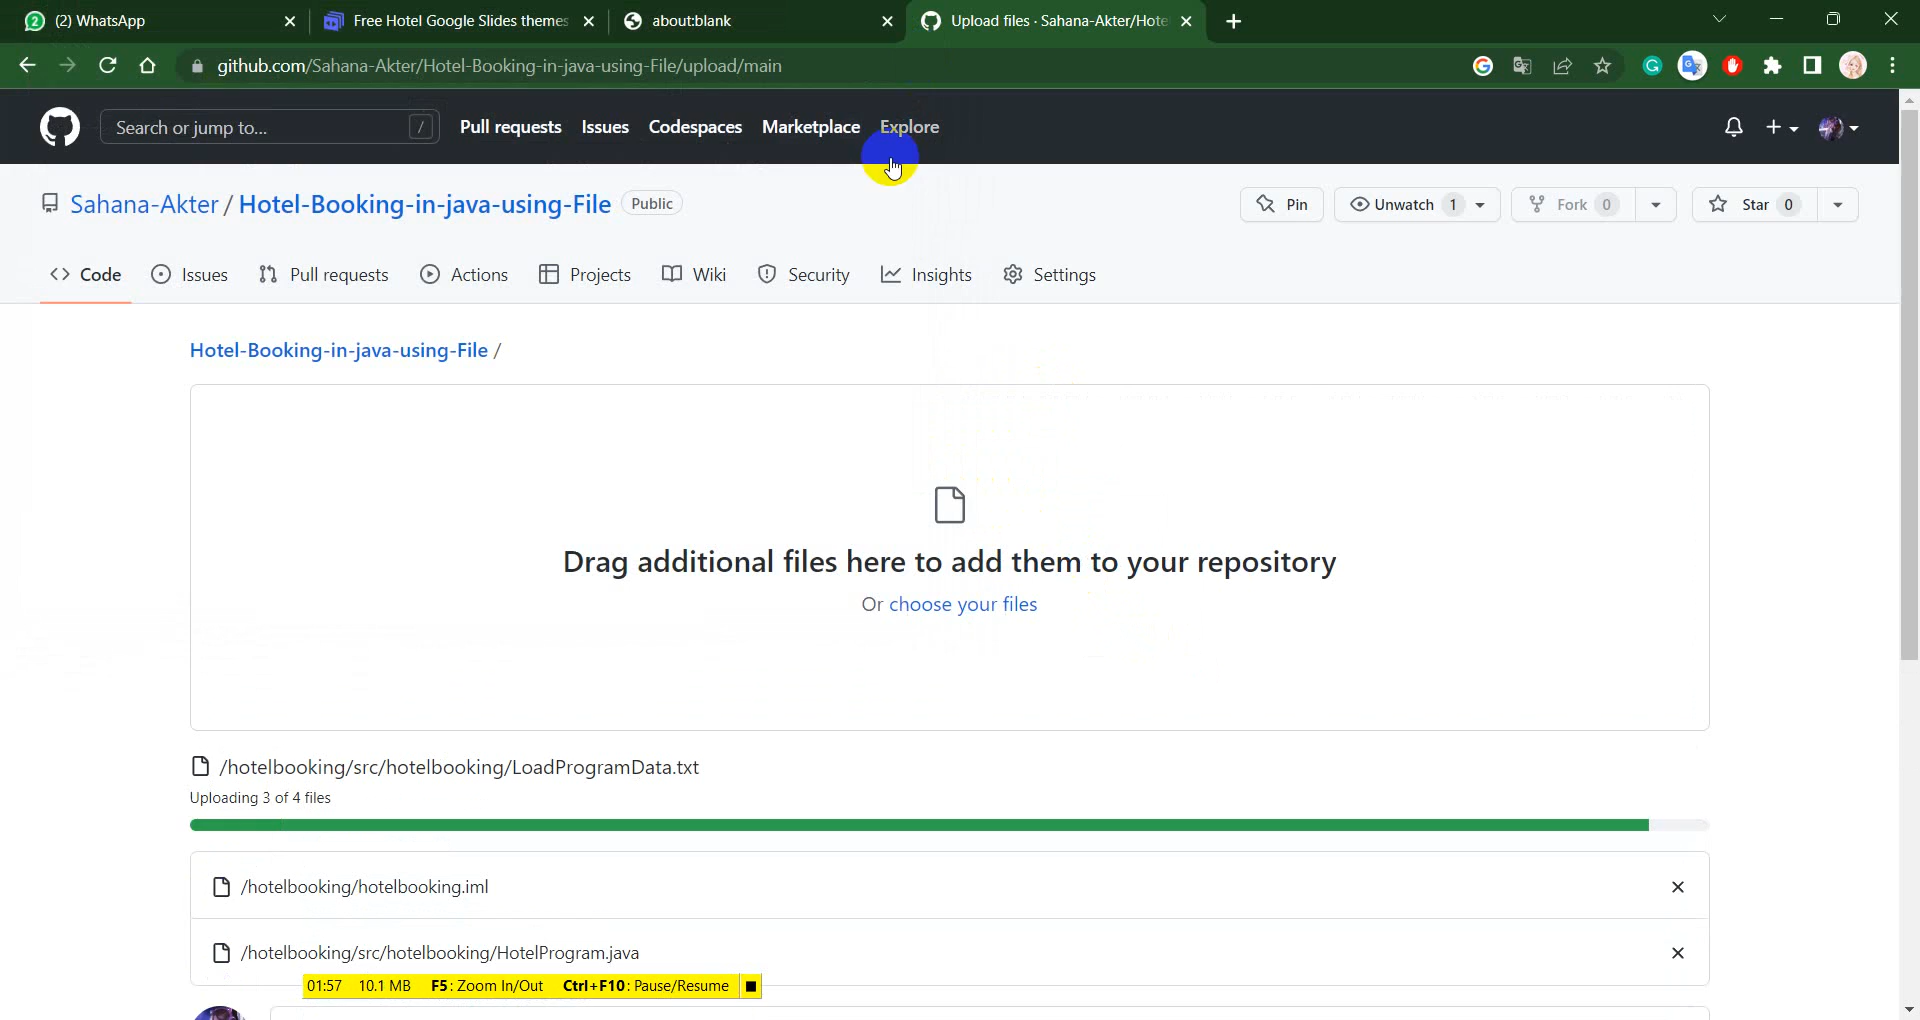 (2) WhatsApp
Free Hotel Google Slides themes
about:blank
Upload files · Sahana-Akter/Hote
github.com/Sahana-Akter/Hotel-Booking-in-java-using-File/upload/main
Search or jump to... /
Pull requests Issues Codespaces Marketplace Explore
Sahana-Akter / Hotel-Booking-in-java-using-File Public
Pin Unwatch 1 Fork 0 Star 0
Code Issues Pull requests Actions Projects Wiki Security Insights Settings
Hotel-Booking-in-java-using-File /
Drag additional files here to add them to your repository
Or choose your files
/hotelbooking/src/hotelbooking/LoadProgramData.txt
Uploading 3 of 4 files
/hotelbooking/hotelbooking.iml
/hotelbooking/src/hotelbooking/HotelProgram.java
01:57 10.1 MB F5: Zoom In/Out Ctrl+F10: Pause/Resume